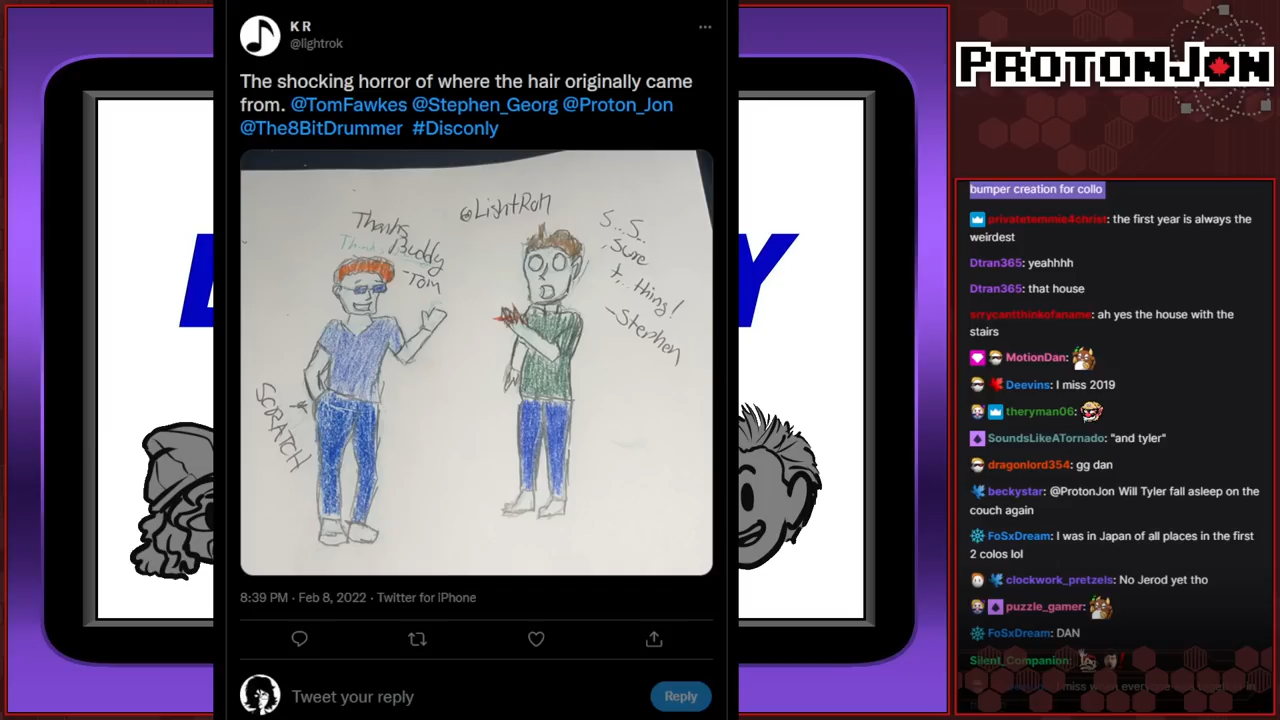 K R
@lightrok
The shocking horror of where the hair originally came
from. @TomFawkes @Stephen_Georg @Proton_Jon
@The8BitDrummer #Disconly
Thanks
Buddy
-Tom
@LightRoh
S...S..
Sure
t...thing!
-Stephen
SCRATCH
8:39 PM · Feb 8, 2022 · Twitter for iPhone
Tweet your reply
Reply
Y
PROTONJON
bumper creation for collo
privatetemmie4christ: the first year is always the
weirdest
Dtran365: yeahhhh
Dtran365: that house
srrycantthinkofaname: ah yes the house with the
stairs
MotionDan:
Deevins: I miss 2019
theryman06:
SoundsLikeATornado: "and tyler"
dragonlord354: gg dan
beckystar: @ProtonJon Will Tyler fall asleep on the
couch again
FoSxDream: I was in Japan of all places in the first
2 colos lol
clockwork_pretzels: No Jerod yet tho
puzzle_gamer:
FoSxDream: DAN
Silent_Companion: